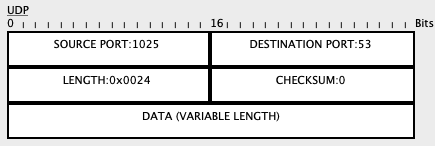 UDP
0 16 Bits
SOURCE PORT:1025 DESTINATION PORT:53
LENGTH:0x0024 CHECKSUM:0
DATA (VARIABLE LENGTH)